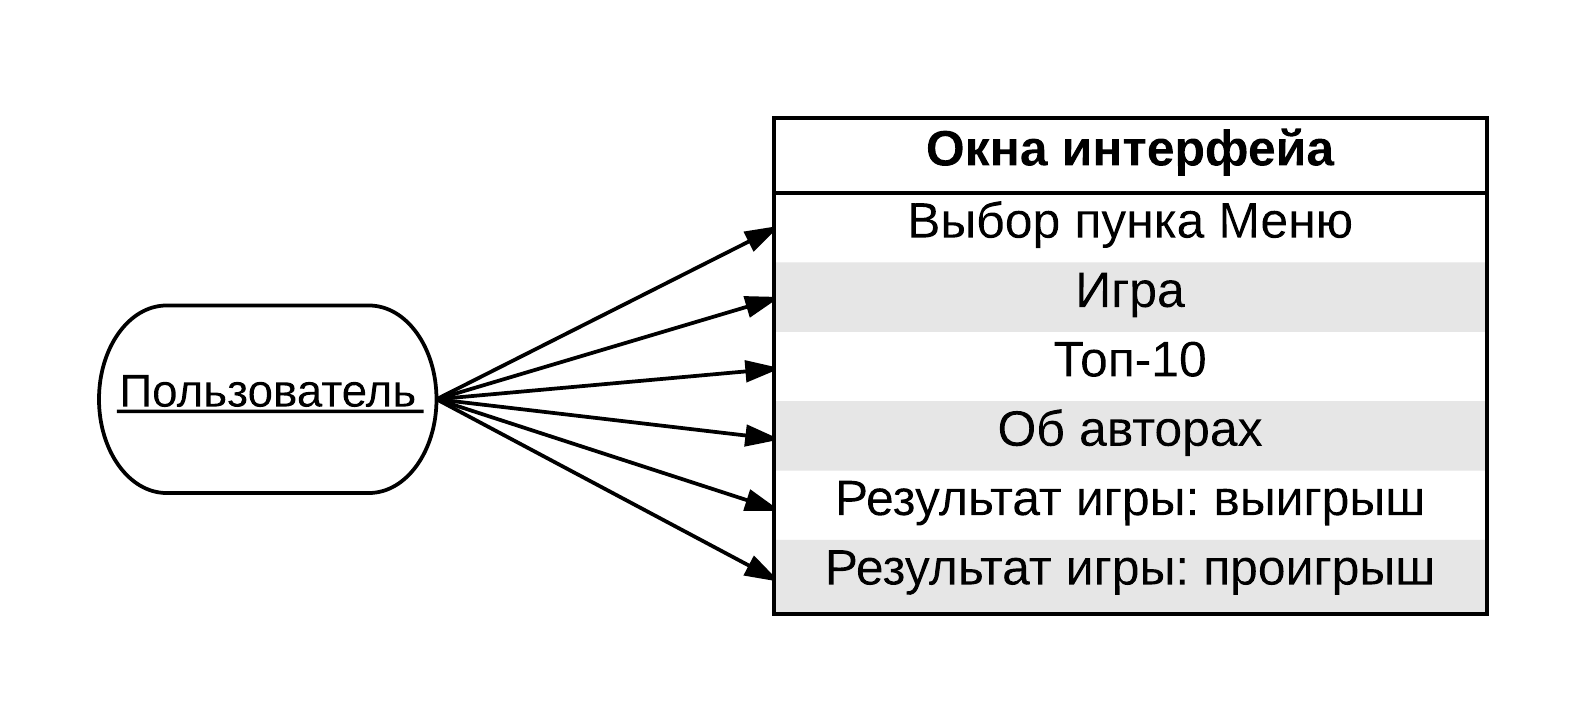 Окна интерфейа
Выбор пунка Меню
Игра
Топ-10
Пользователь
Об авторах
Результат игры: выигрыш
Результат игры: проигрыш